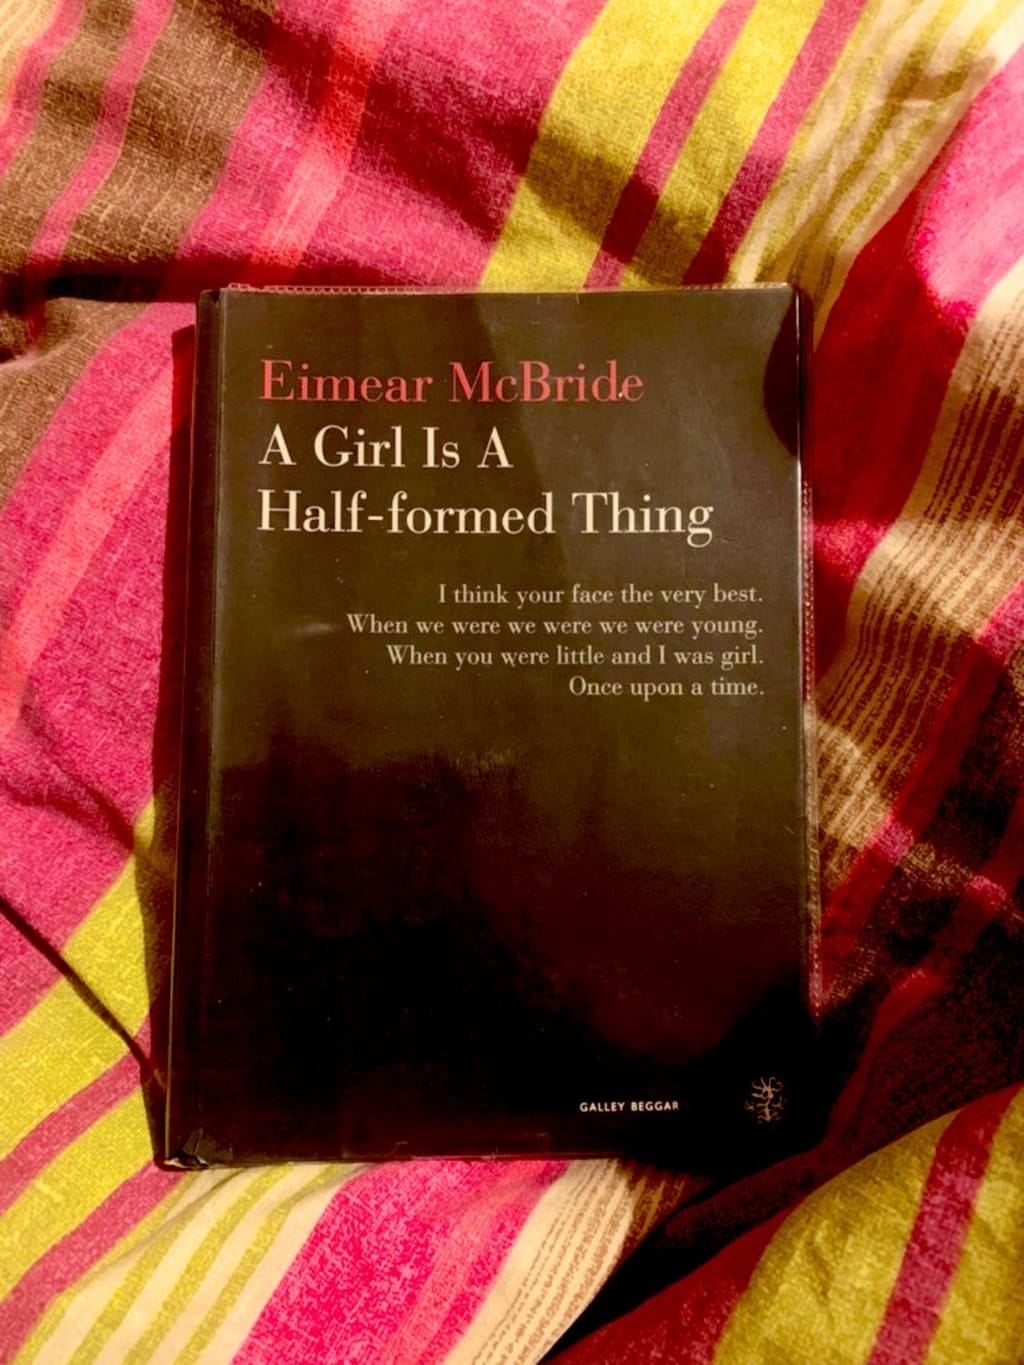 Eimear McBride
A Girl Is A
Half-formed Thing
I think your face the very best.
When we were we were we were young.
When you were little and I was girl.
Once upon a time.
GALLEY BEGGAR